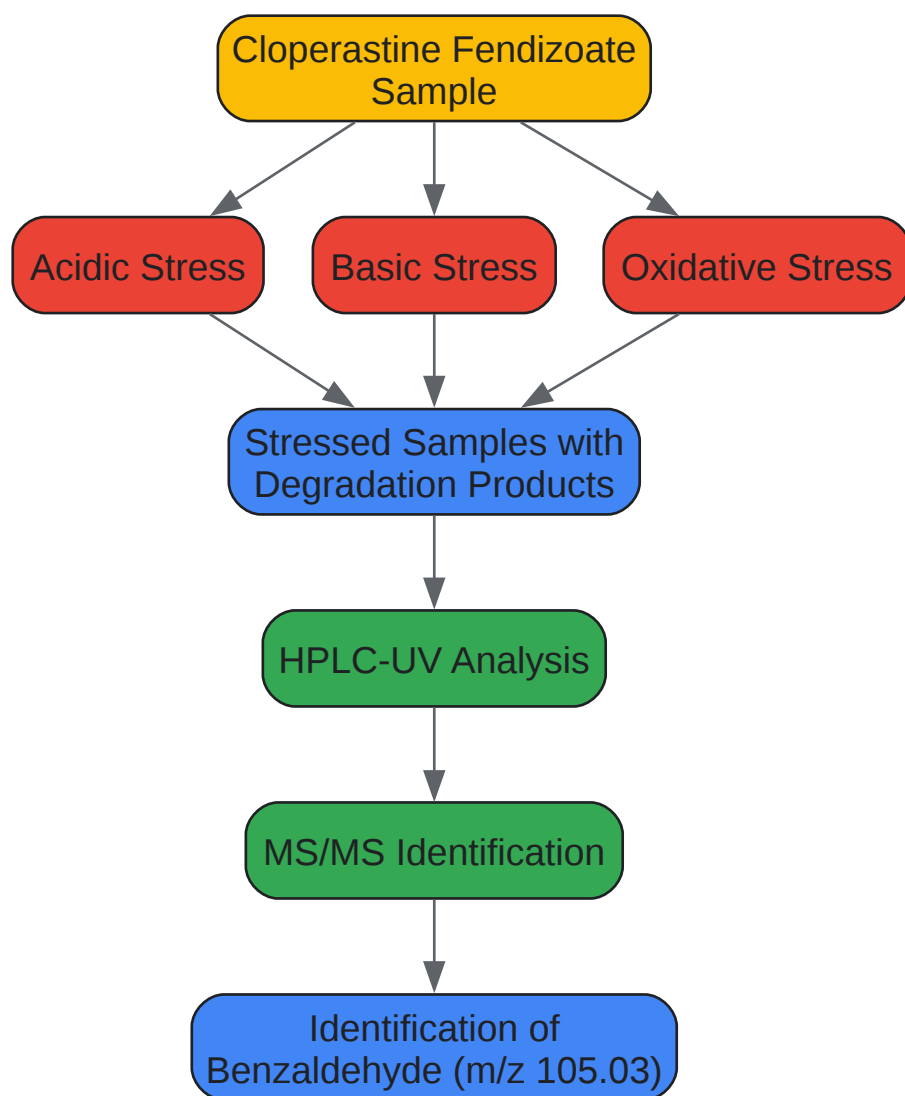 Cloperastine Fendizoate
Sample
Acidic Stress
Basic Stress
Oxidative Stress
Stressed Samples with
Degradation Products
HPLC-UV Analysis
MS/MS Identification
Identification of
Benzaldehyde (m/z 105.03)